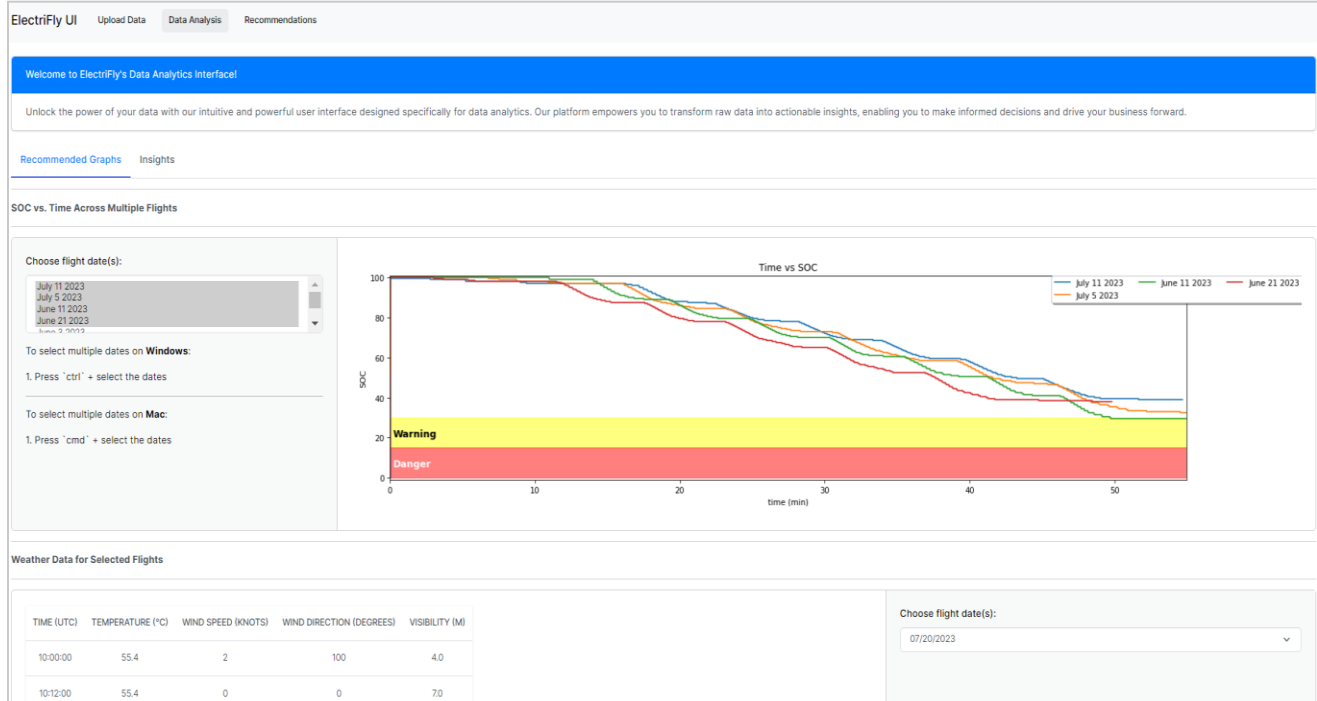 ElectriFly UI Upload Data Data Analysis Recommendations
Welcome to ElectriFly's Data Analytics Interface!
Unlock the power of your data with our intuitive and powerful user interface designed specifically for data analytics. Our platform empowers you to transform raw data into actionable insights, enabling you to make informed decisions and drive your business forward.
Recommended Graphs Insights
SOC vs. Time Across Multiple Flights
Choose flight date(s):
July 11 2023
July 5 2023
June 11 2023
June 21 2023
June 3 2023
To select multiple dates on Windows:
1. Press `ctrl` + select the dates
To select multiple dates on Mac:
1. Press `cmd` + select the dates
Time vs SOC
July 11 2023 June 11 2023 June 21 2023
July 5 2023
100
80
60
40
20
0
SOC
Warning
Danger
0 10 20 30 40 50
time (min)
Weather Data for Selected Flights
TIME (UTC) TEMPERATURE (°C) WIND SPEED (KNOTS) WIND DIRECTION (DEGREES) VISIBILITY (M)
10:00:00 55.4 2 100 4.0
10:12:00 55.4 0 0 7.0
Choose flight date(s):
07/20/2023